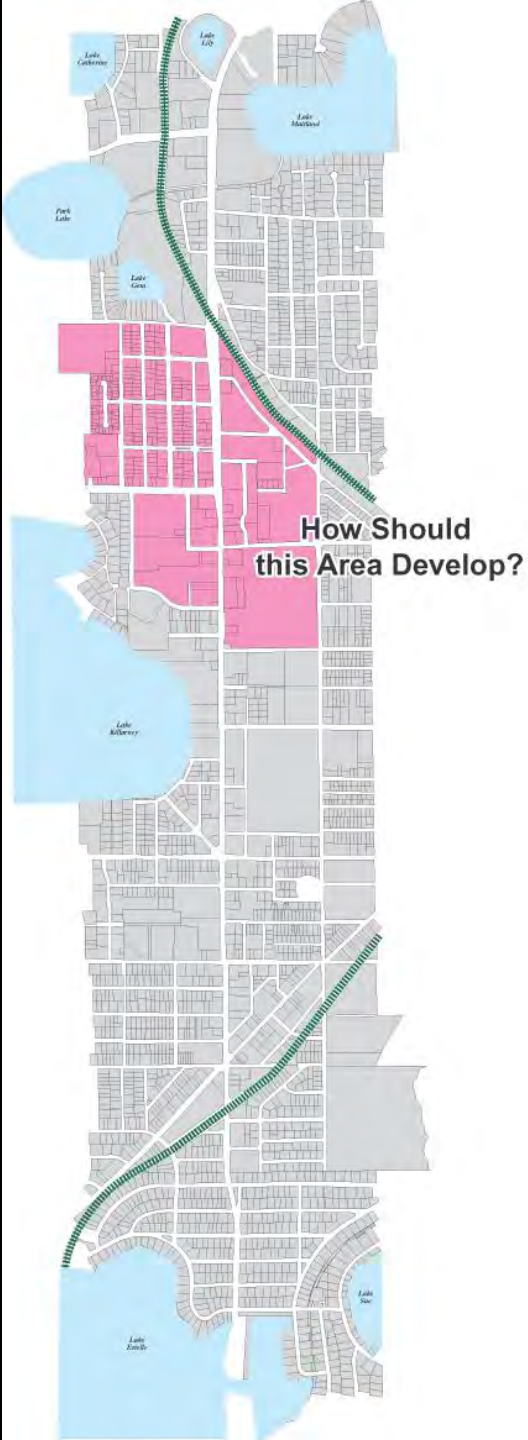 Lake
Lily
Lake
Catherine
Lake
Maitland
Park
Lake
Lake
Gem
How Should
this Area Develop?
Lake
Killarney
Lake
Sue
Lake
Estelle